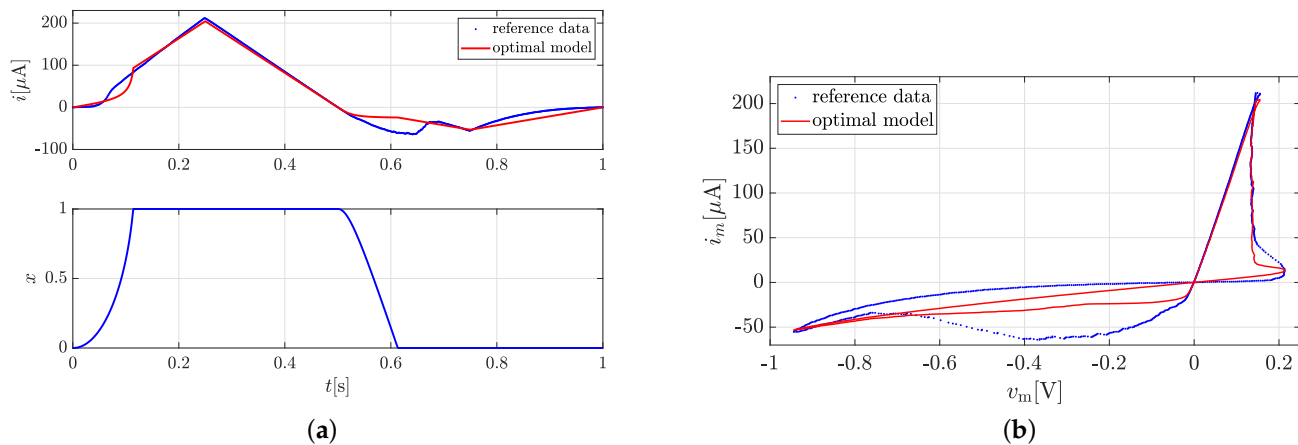 200
100
0
-100
i[μA]
reference data
optimal model
0
0.2
0.4
0.6
0.8
1
1
0.5
0
x
0
0.2
0.4
0.6
0.8
1
t[s]
(a)
200
150
100
50
0
-50
i_m[μA]
reference data
optimal model
-1
-0.8
-0.6
-0.4
-0.2
0
0.2
v_m[V]
(b)